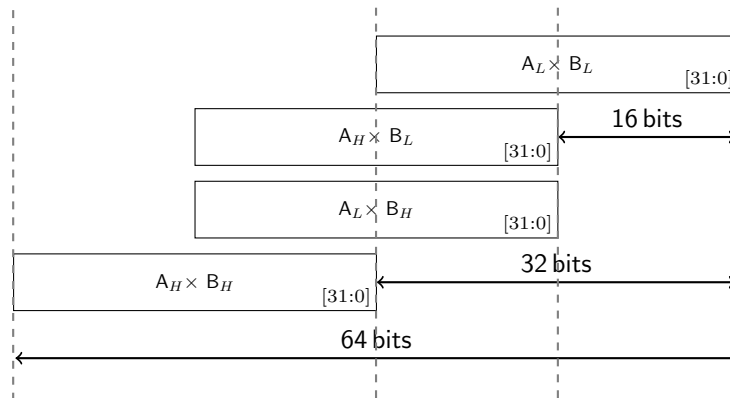 A_L × B_L
[31:0]
A_H × B_L
16 bits
[31:0]
A_L × B_H
[31:0]
32 bits
A_H × B_H
[31:0]
64 bits